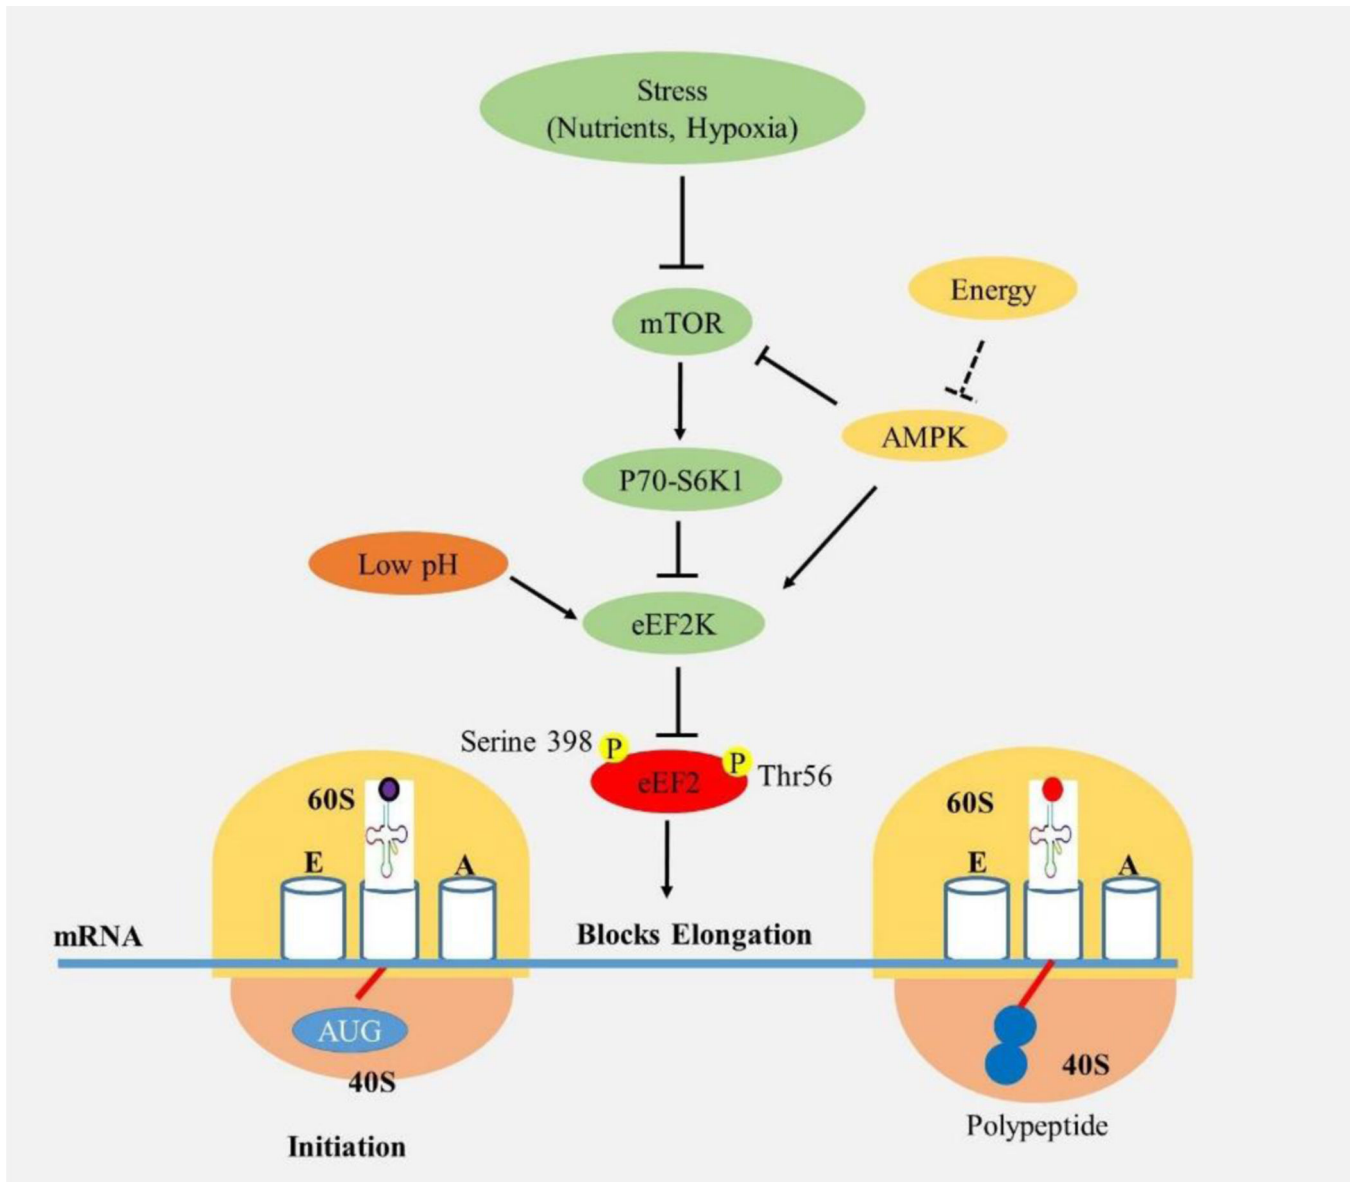 Stress
(Nutrients, Hypoxia)
Energy
mTOR
AMPK
P70-S6K1
Low pH
eEF2K
Serine 398
P
P
eEF2
Thr56
60S
60S
E
A
E
A
mRNA
Blocks Elongation
AUG
40S
40S
Polypeptide
Initiation